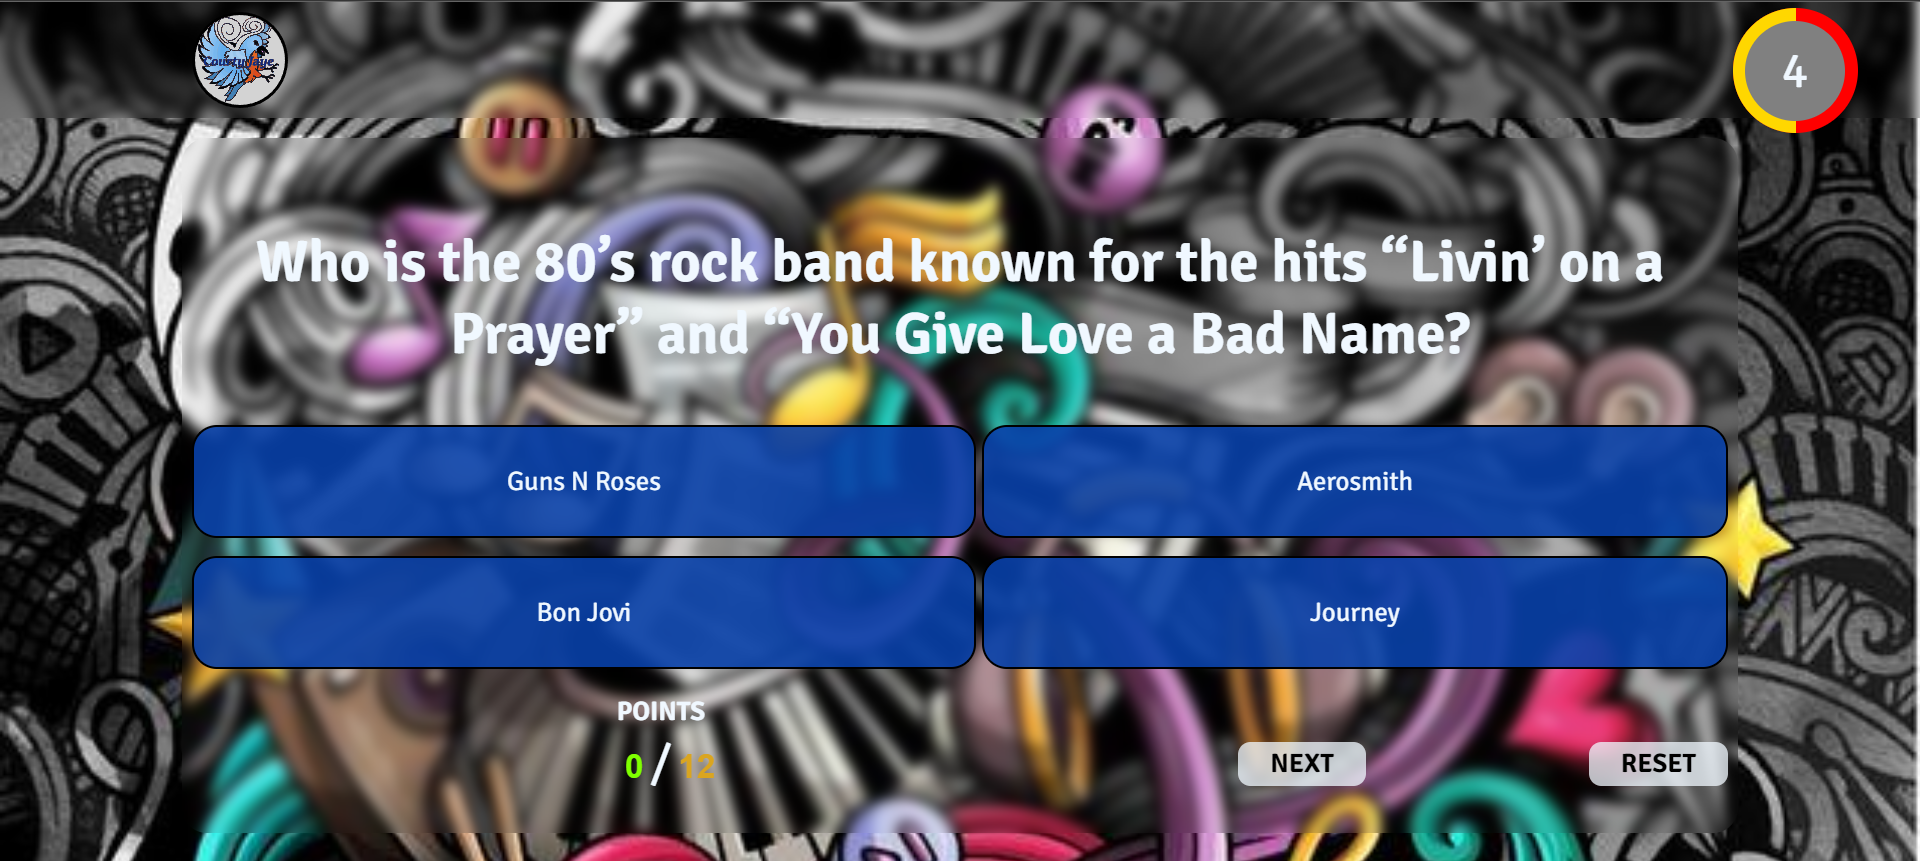 CourtyJaye
4
Who is the 80’s rock band known for the hits “Livin’ on a
Prayer” and “You Give Love a Bad Name?
Guns N Roses
Aerosmith
Bon Jovi
Journey
POINTS
0 / 12
NEXT
RESET